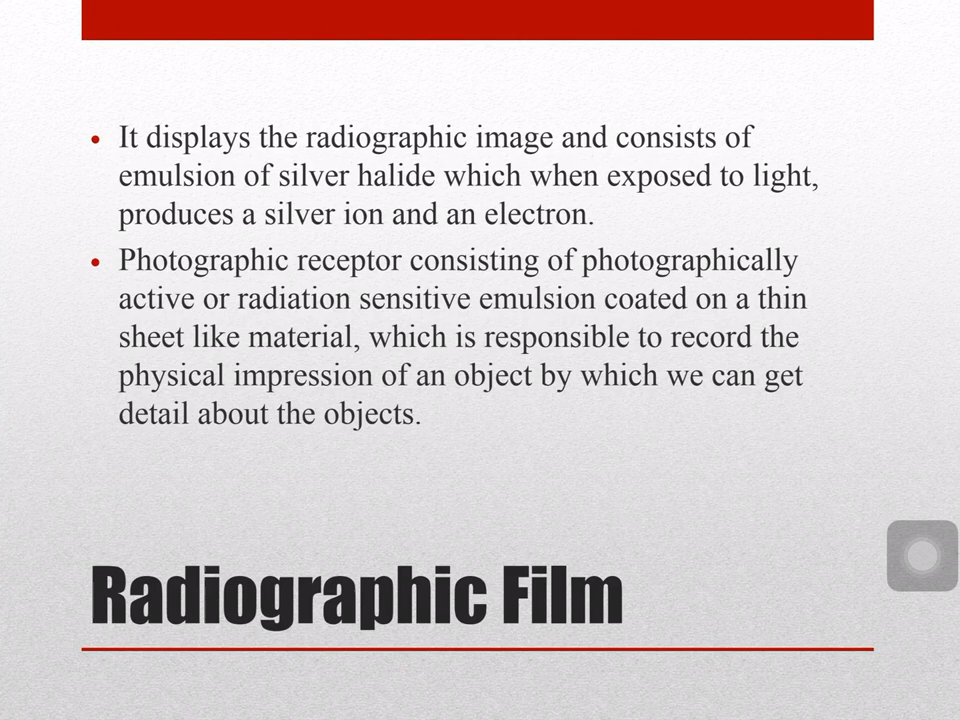 It displays the radiographic image and consists of
emulsion of silver halide which when exposed to light,
produces a silver ion and an electron.
Photographic receptor consisting of photographically
active or radiation sensitive emulsion coated on a thin
sheet like material, which is responsible to record the
physical impression of an object by which we can get
detail about the objects.
Radiographic Film